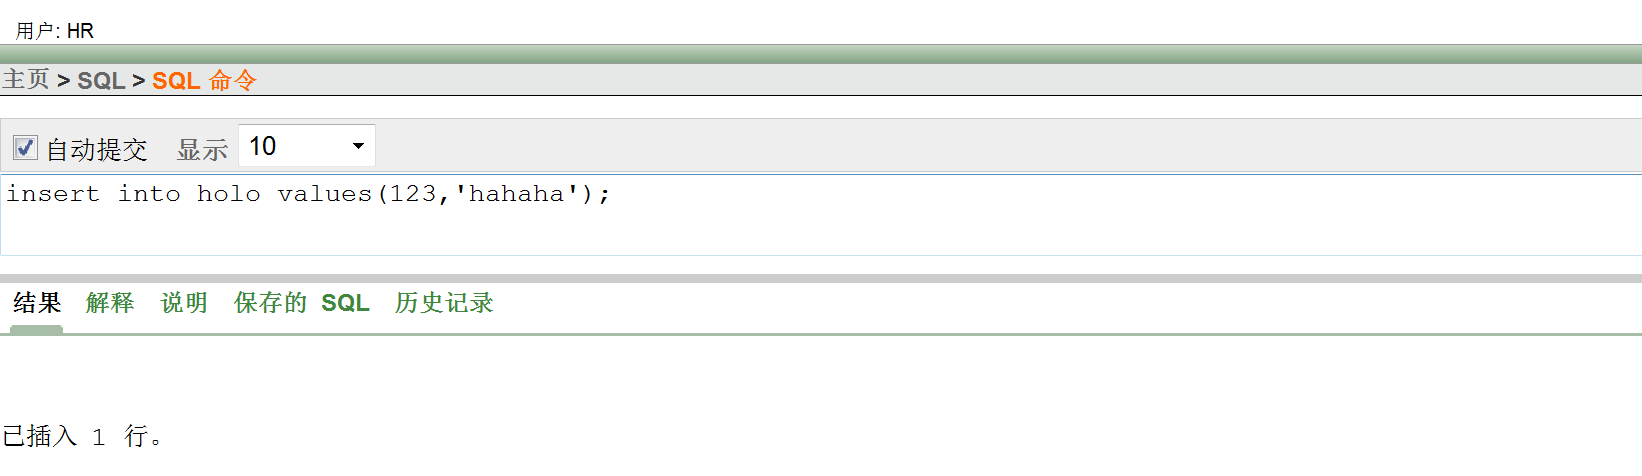 用户: HR
主页 > SQL > SQL 命令
自动提交 显示 10
insert into holo values(123,'hahaha');
结果 解释 说明 保存的 SQL 历史记录
已插入 1 行。